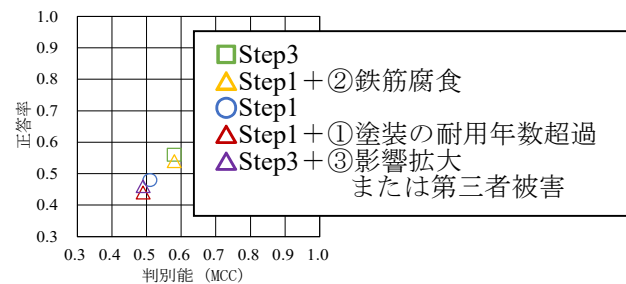 1.0
0.9
0.8
0.7
0.6
0.5
0.4
0.3
正答率
0.3 0.4 0.5 0.6 0.7 0.8 0.9 1.0
判別能 (MCC)
Step3
Step1＋②鉄筋腐食
Step1
Step1＋①塗装の耐用年数超過
Step3＋③影響拡大
または第三者被害